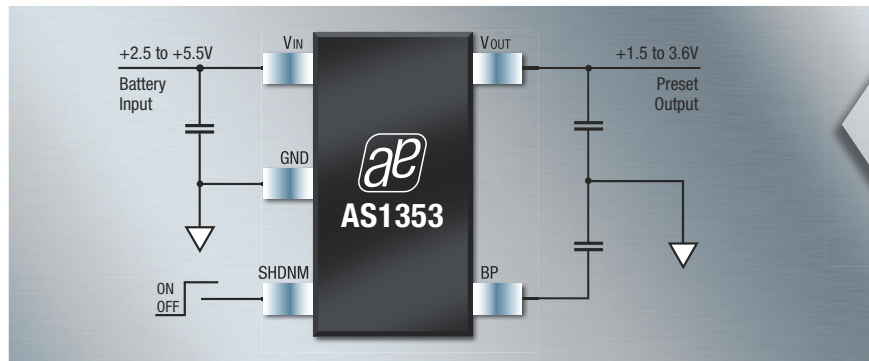 +2.5 to +5.5V
Battery
Input
VIN
GND
SHDNM
ON
OFF
ae
AS1353
VOUT
BP
+1.5 to 3.6V
Preset
Output